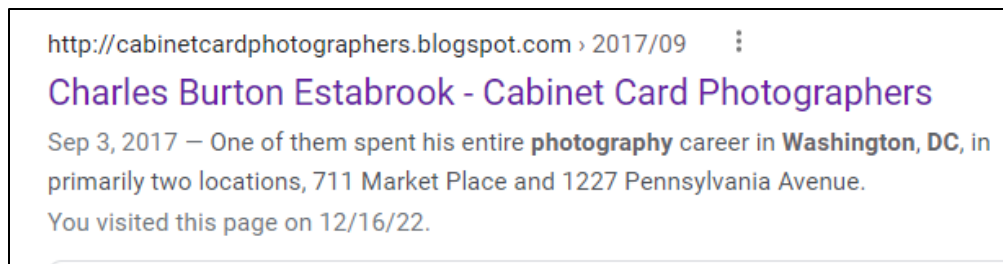 http://cabinetcardphotographers.blogspot.com › 2017/09
Charles Burton Estabrook - Cabinet Card Photographers
Sep 3, 2017 — One of them spent his entire photography career in Washington, DC, in
primarily two locations, 711 Market Place and 1227 Pennsylvania Avenue.
You visited this page on 12/16/22.